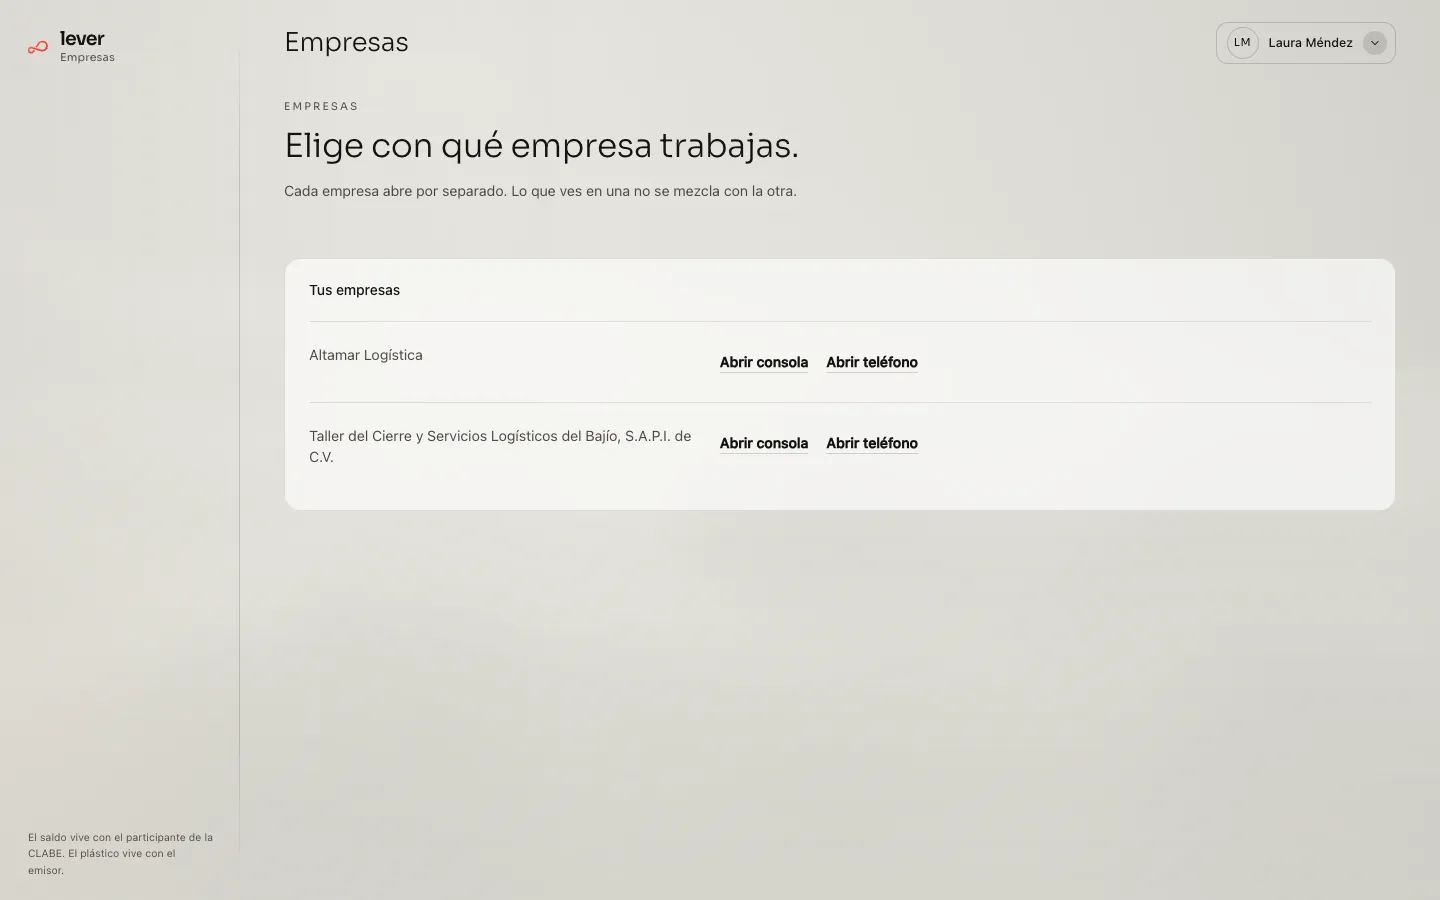 lever
Empresas
Empresas
LM
Laura Méndez
EMPRESAS
Elige con qué empresa trabajas.
Cada empresa abre por separado. Lo que ves en una no se mezcla con la otra.
Tus empresas
Altamar Logística
Abrir consola
Abrir teléfono
Taller del Cierre y Servicios Logísticos del Bajío, S.A.P.I. de
C.V.
Abrir consola
Abrir teléfono
El saldo vive con el participante de la
CLABE. El plástico vive con el
emisor.